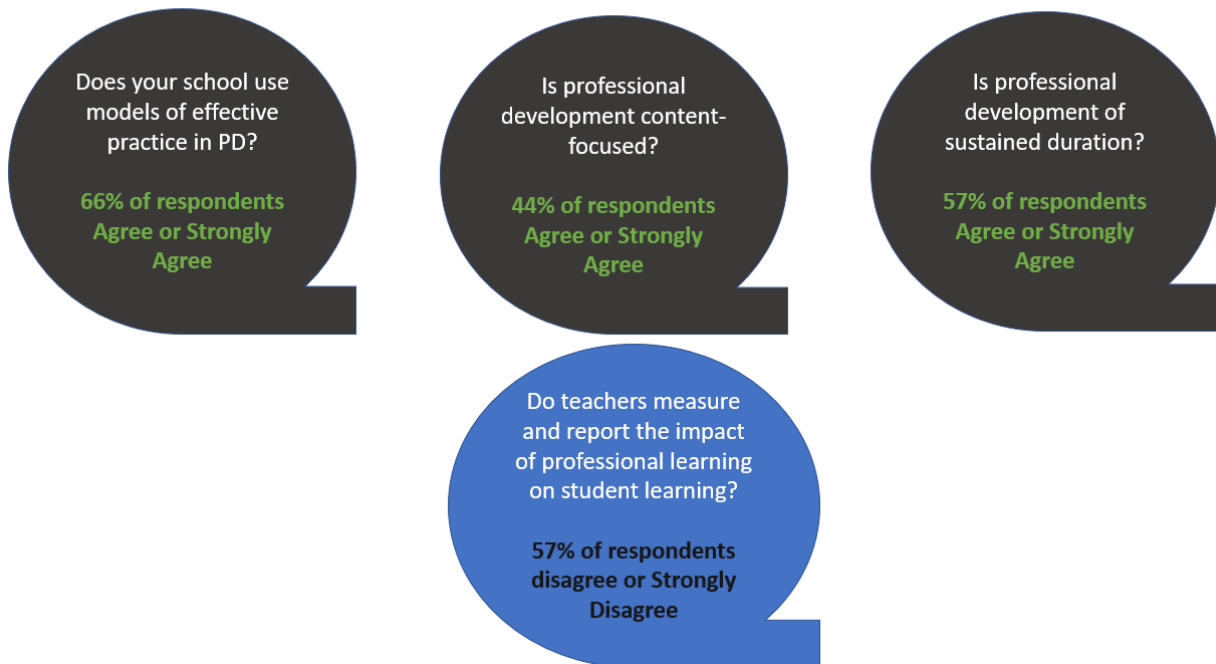 Does your school use
models of effective
practice in PD?
66% of respondents
Agree or Strongly
Agree
Is professional
development content-
focused?
44% of respondents
Agree or Strongly
Agree
Is professional
development of
sustained duration?
57% of respondents
Agree or Strongly
Agree
Do teachers measure
and report the impact
of professional learning
on student learning?
57% of respondents
disagree or Strongly
Disagree